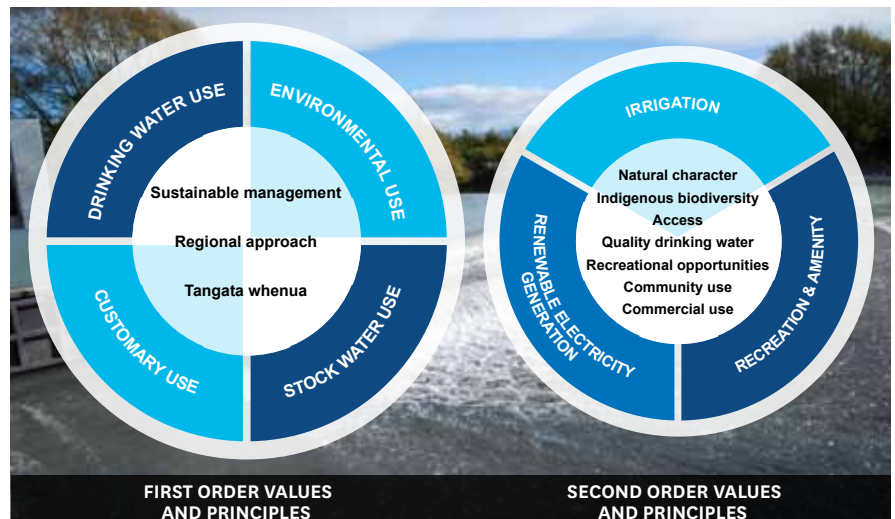 DRINKING WATER USE
ENVIRONMENTAL USE
CUSTOMARY USE
STOCK WATER USE
Sustainable management
Regional approach
Tangata whenua
FIRST ORDER VALUES
AND PRINCIPLES
IRRIGATION
RENEWABLE ELECTRICITY
GENERATION
RECREATION & AMENITY
Natural character
Indigenous biodiversity
Access
Quality drinking water
Recreational opportunities
Community use
Commercial use
SECOND ORDER VALUES
AND PRINCIPLES